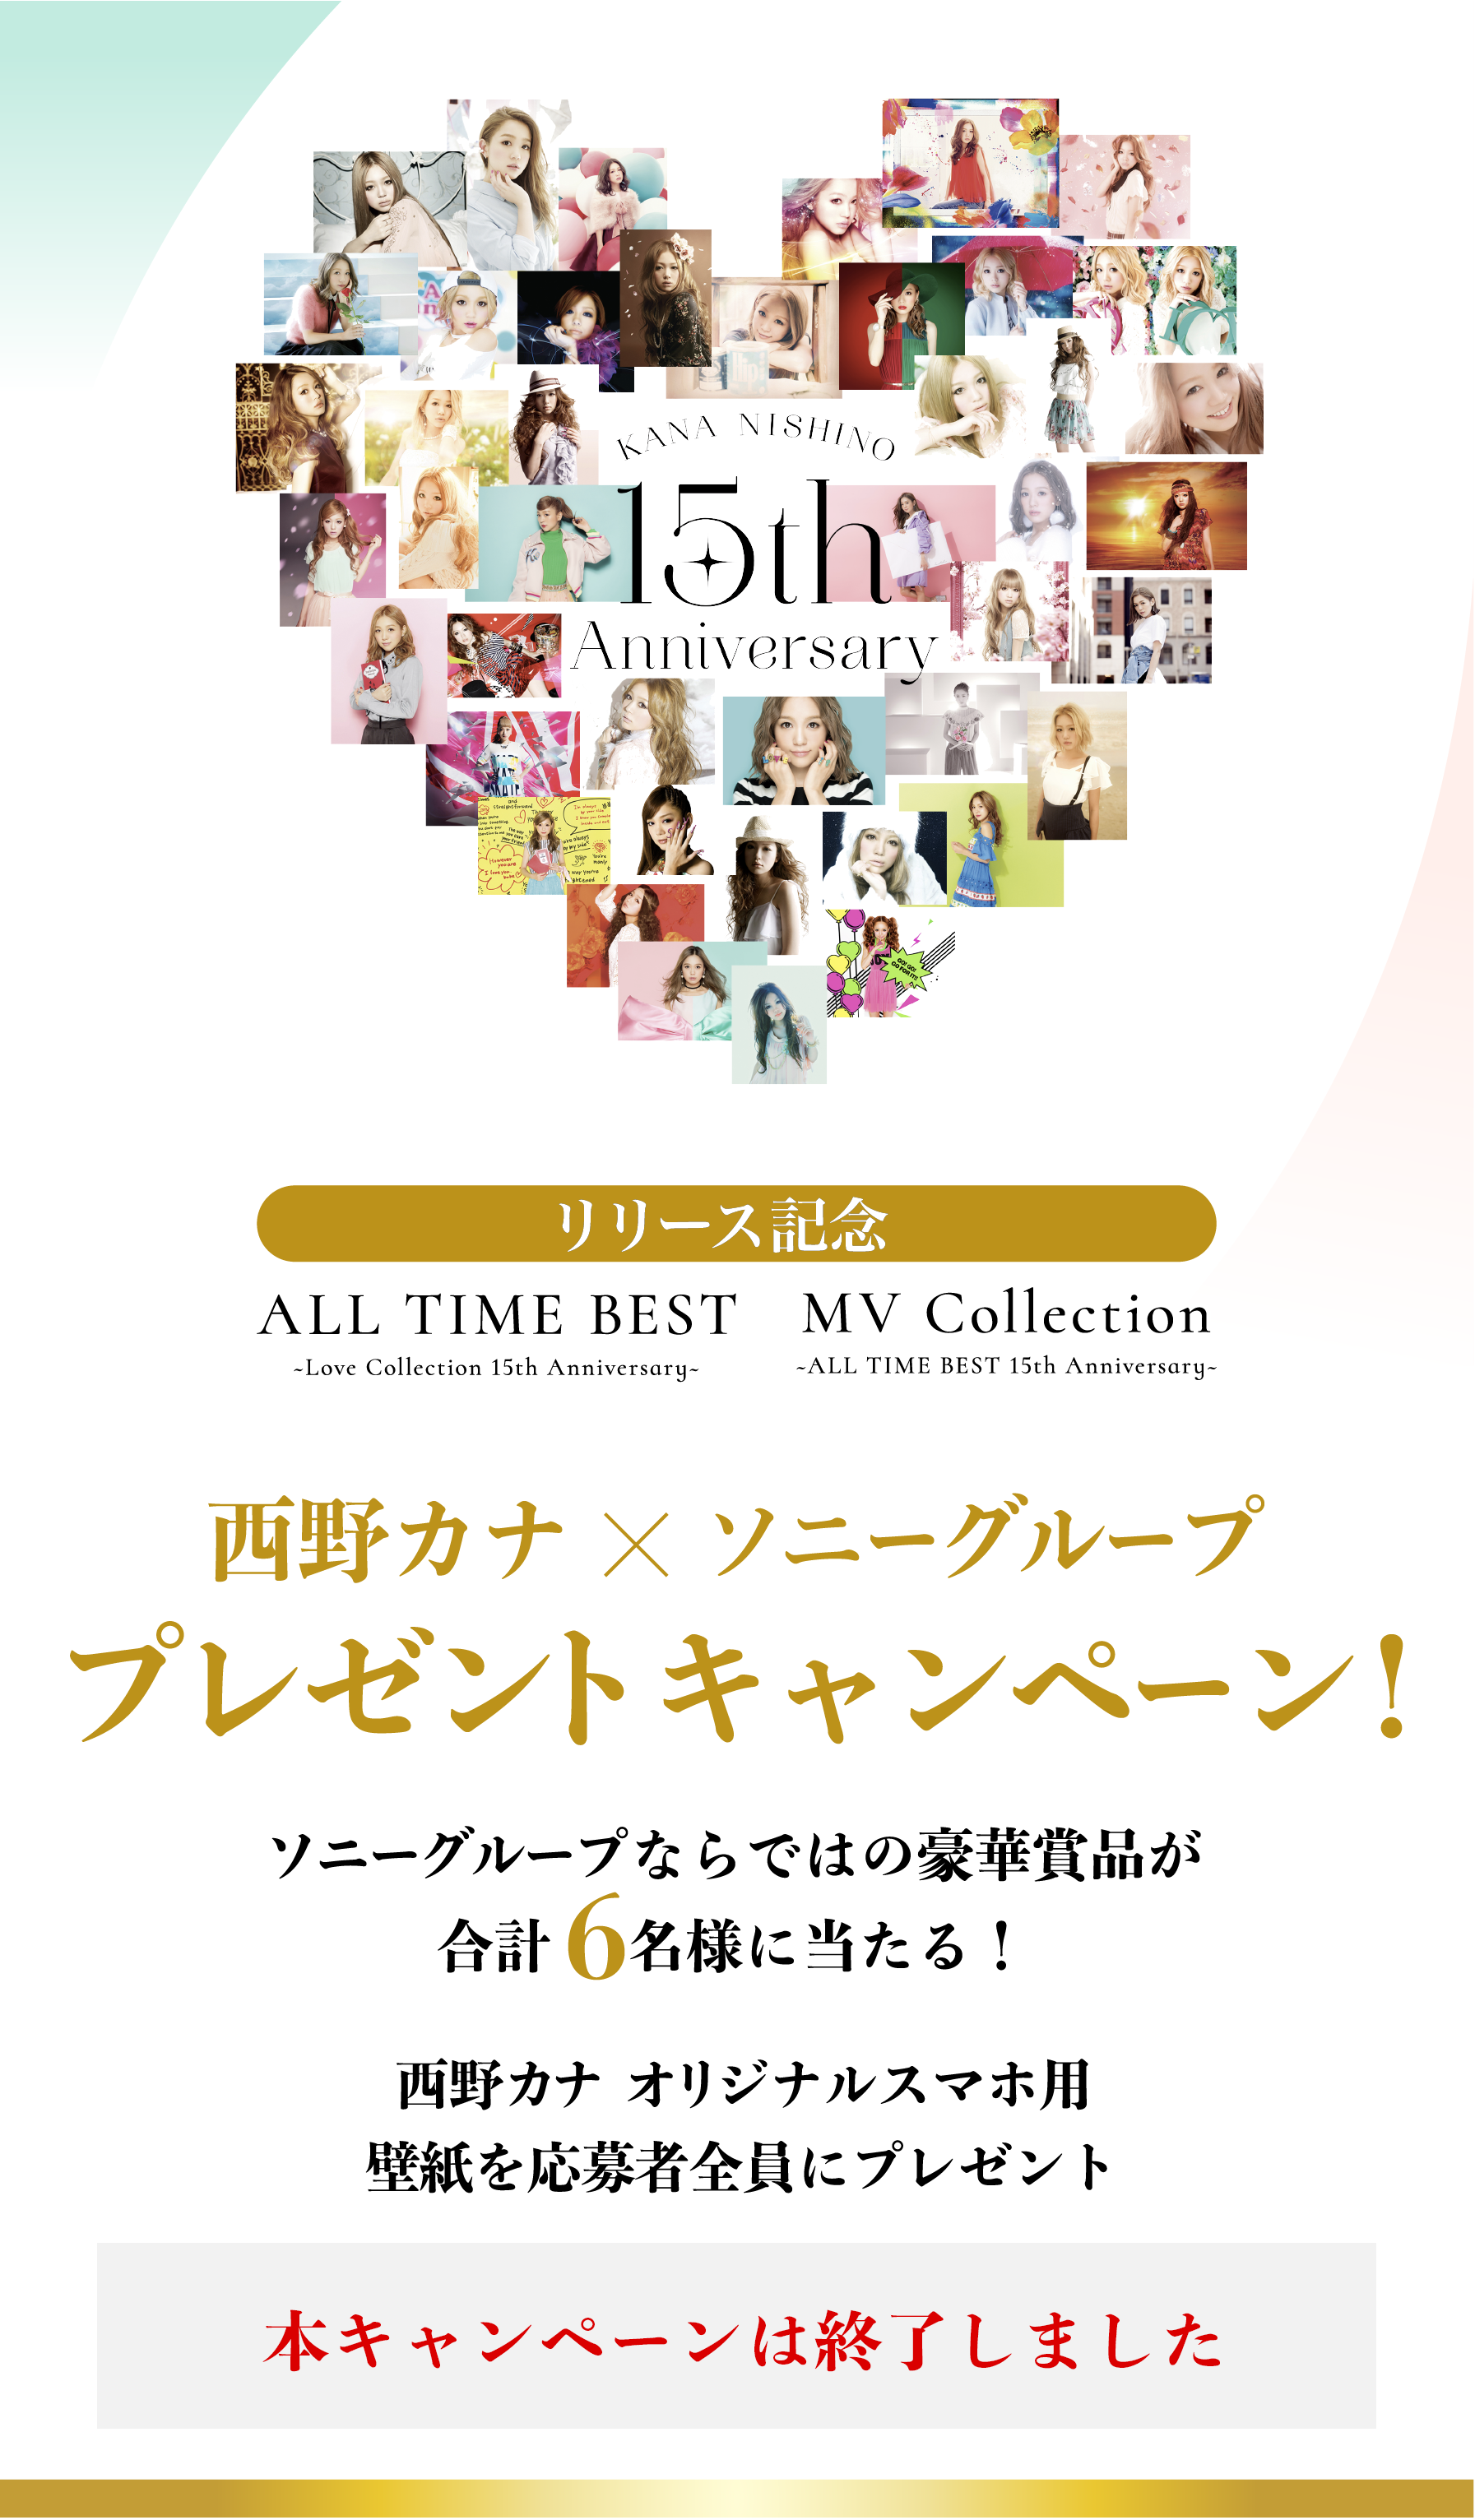 KANA NISHINO
15th
Anniversary
GO! GO!
GO FOR IT!!
リリース記念
ALL TIME BEST
~Love Collection 15th Anniversary~
MV Collection
~ALL TIME BEST 15th Anniversary~
西野カナ×ソニーグループ
プレゼントキャンペーン!
ソニーグループならではの豪華賞品が
合計6名様に当たる！
西野カナ オリジナルスマホ用
壁紙を応募者全員にプレゼント
本キャンペーンは終了しました